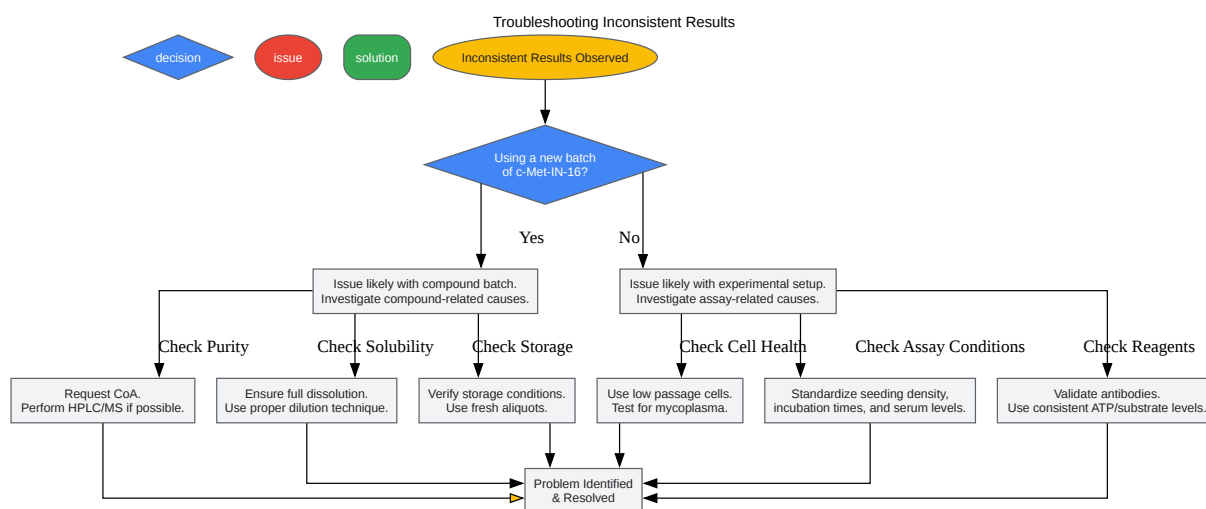 Troubleshooting Inconsistent Results
decision
issue
solution
Inconsistent Results Observed
Using a new batch
of c-Met-IN-16?
Yes
No
Issue likely with compound batch.
Investigate compound-related causes.
Issue likely with experimental setup.
Investigate assay-related causes.
Check Purity
Check Solubility
Check Storage
Check Cell Health
Check Assay Conditions
Check Reagents
Request CoA.
Perform HPLC/MS if possible.
Ensure full dissolution.
Use proper dilution technique.
Verify storage conditions.
Use fresh aliquots.
Use low passage cells.
Test for mycoplasma.
Standardize seeding density,
incubation times, and serum levels.
Validate antibodies.
Use consistent ATP/substrate levels.
Problem Identified
& Resolved